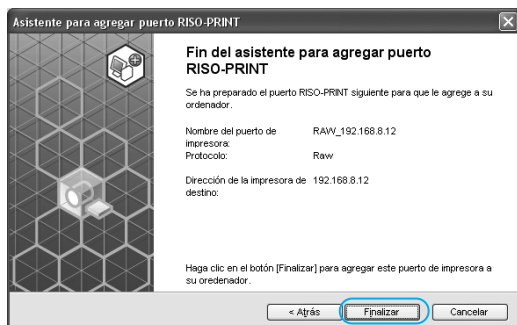 Asistente para agregar puerto RISO-PRINT
Fin del asistente para agregar puerto
RISO-PRINT
Se ha preparado el puerto RISO-PRINT siguiente para que le agrege a su
ordenador.
Nombre del puerto de RAW_192.168.8.12
impresora:
Protocolo: Raw
Dirección de la impresora de 192.168.8.12
destino:
Haga clic en el botón [Finalizar] para agregar este puerto de impresora a
su oredenador.
< Atrás Finalizar Cancelar